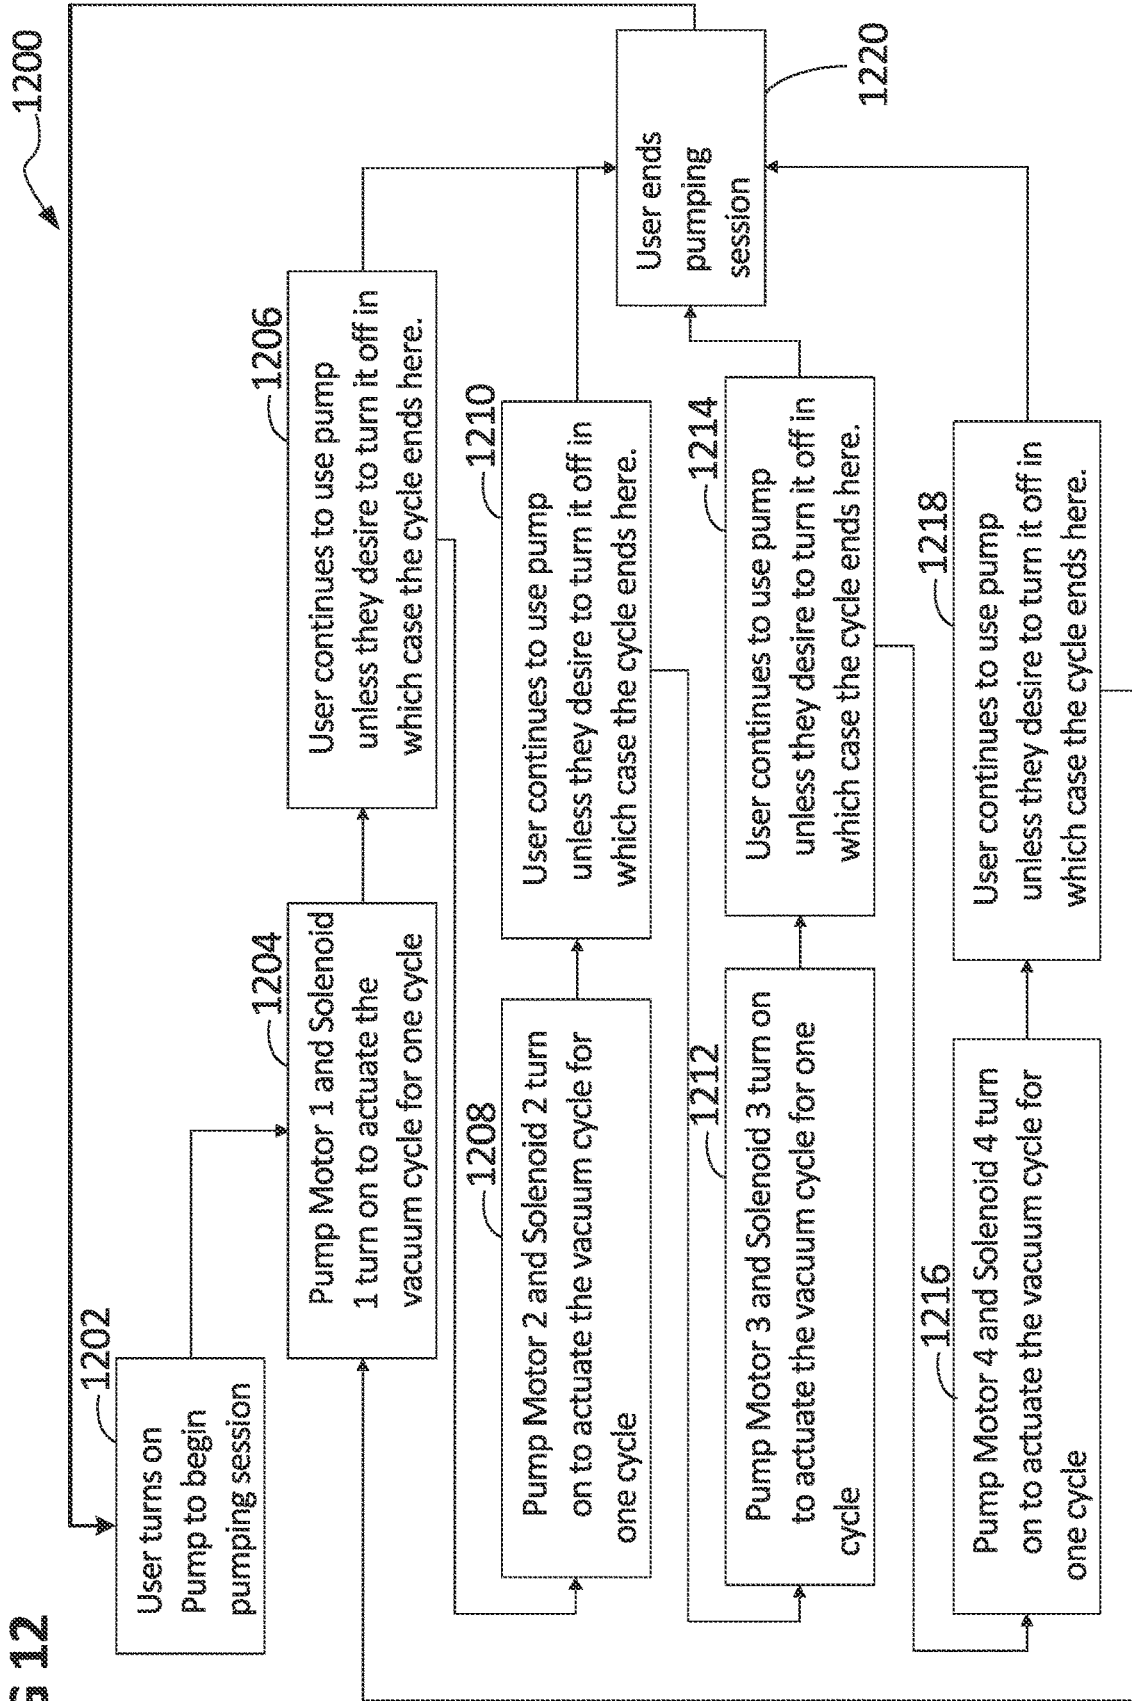 G 12
1200
1202
User turns on
Pump to begin
pumping session
1204
Pump Motor 1 and Solenoid
1 turn on to actuate the
vacuum cycle for one cycle
1206
User continues to use pump
unless they desire to turn it off in
which case the cycle ends here.
1208
Pump Motor 2 and Solenoid 2 turn
on to actuate the vacuum cycle for
one cycle
1210
User continues to use pump
unless they desire to turn it off in
which case the cycle ends here.
1212
Pump Motor 3 and Solenoid 3 turn on
to actuate the vacuum cycle for one
cycle
1214
User continues to use pump
unless they desire to turn it off in
which case the cycle ends here.
1216
Pump Motor 4 and Solenoid 4 turn
on to actuate the vacuum cycle for
one cycle
1218
User continues to use pump
unless they desire to turn it off in
which case the cycle ends here.
User ends
pumping
session
1220